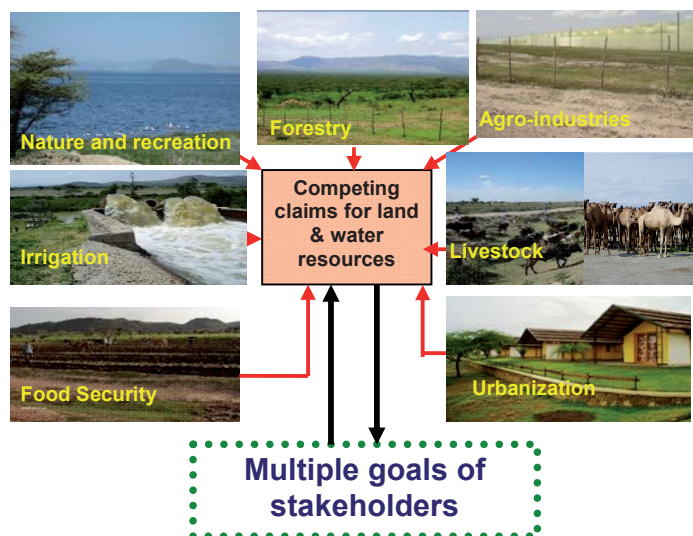 Nature and recreation
Forestry
Agro-industries
Competing
claims for land
& water
resources
Irrigation
Livestock
Food Security
Urbanization
Multiple goals of
stakeholders